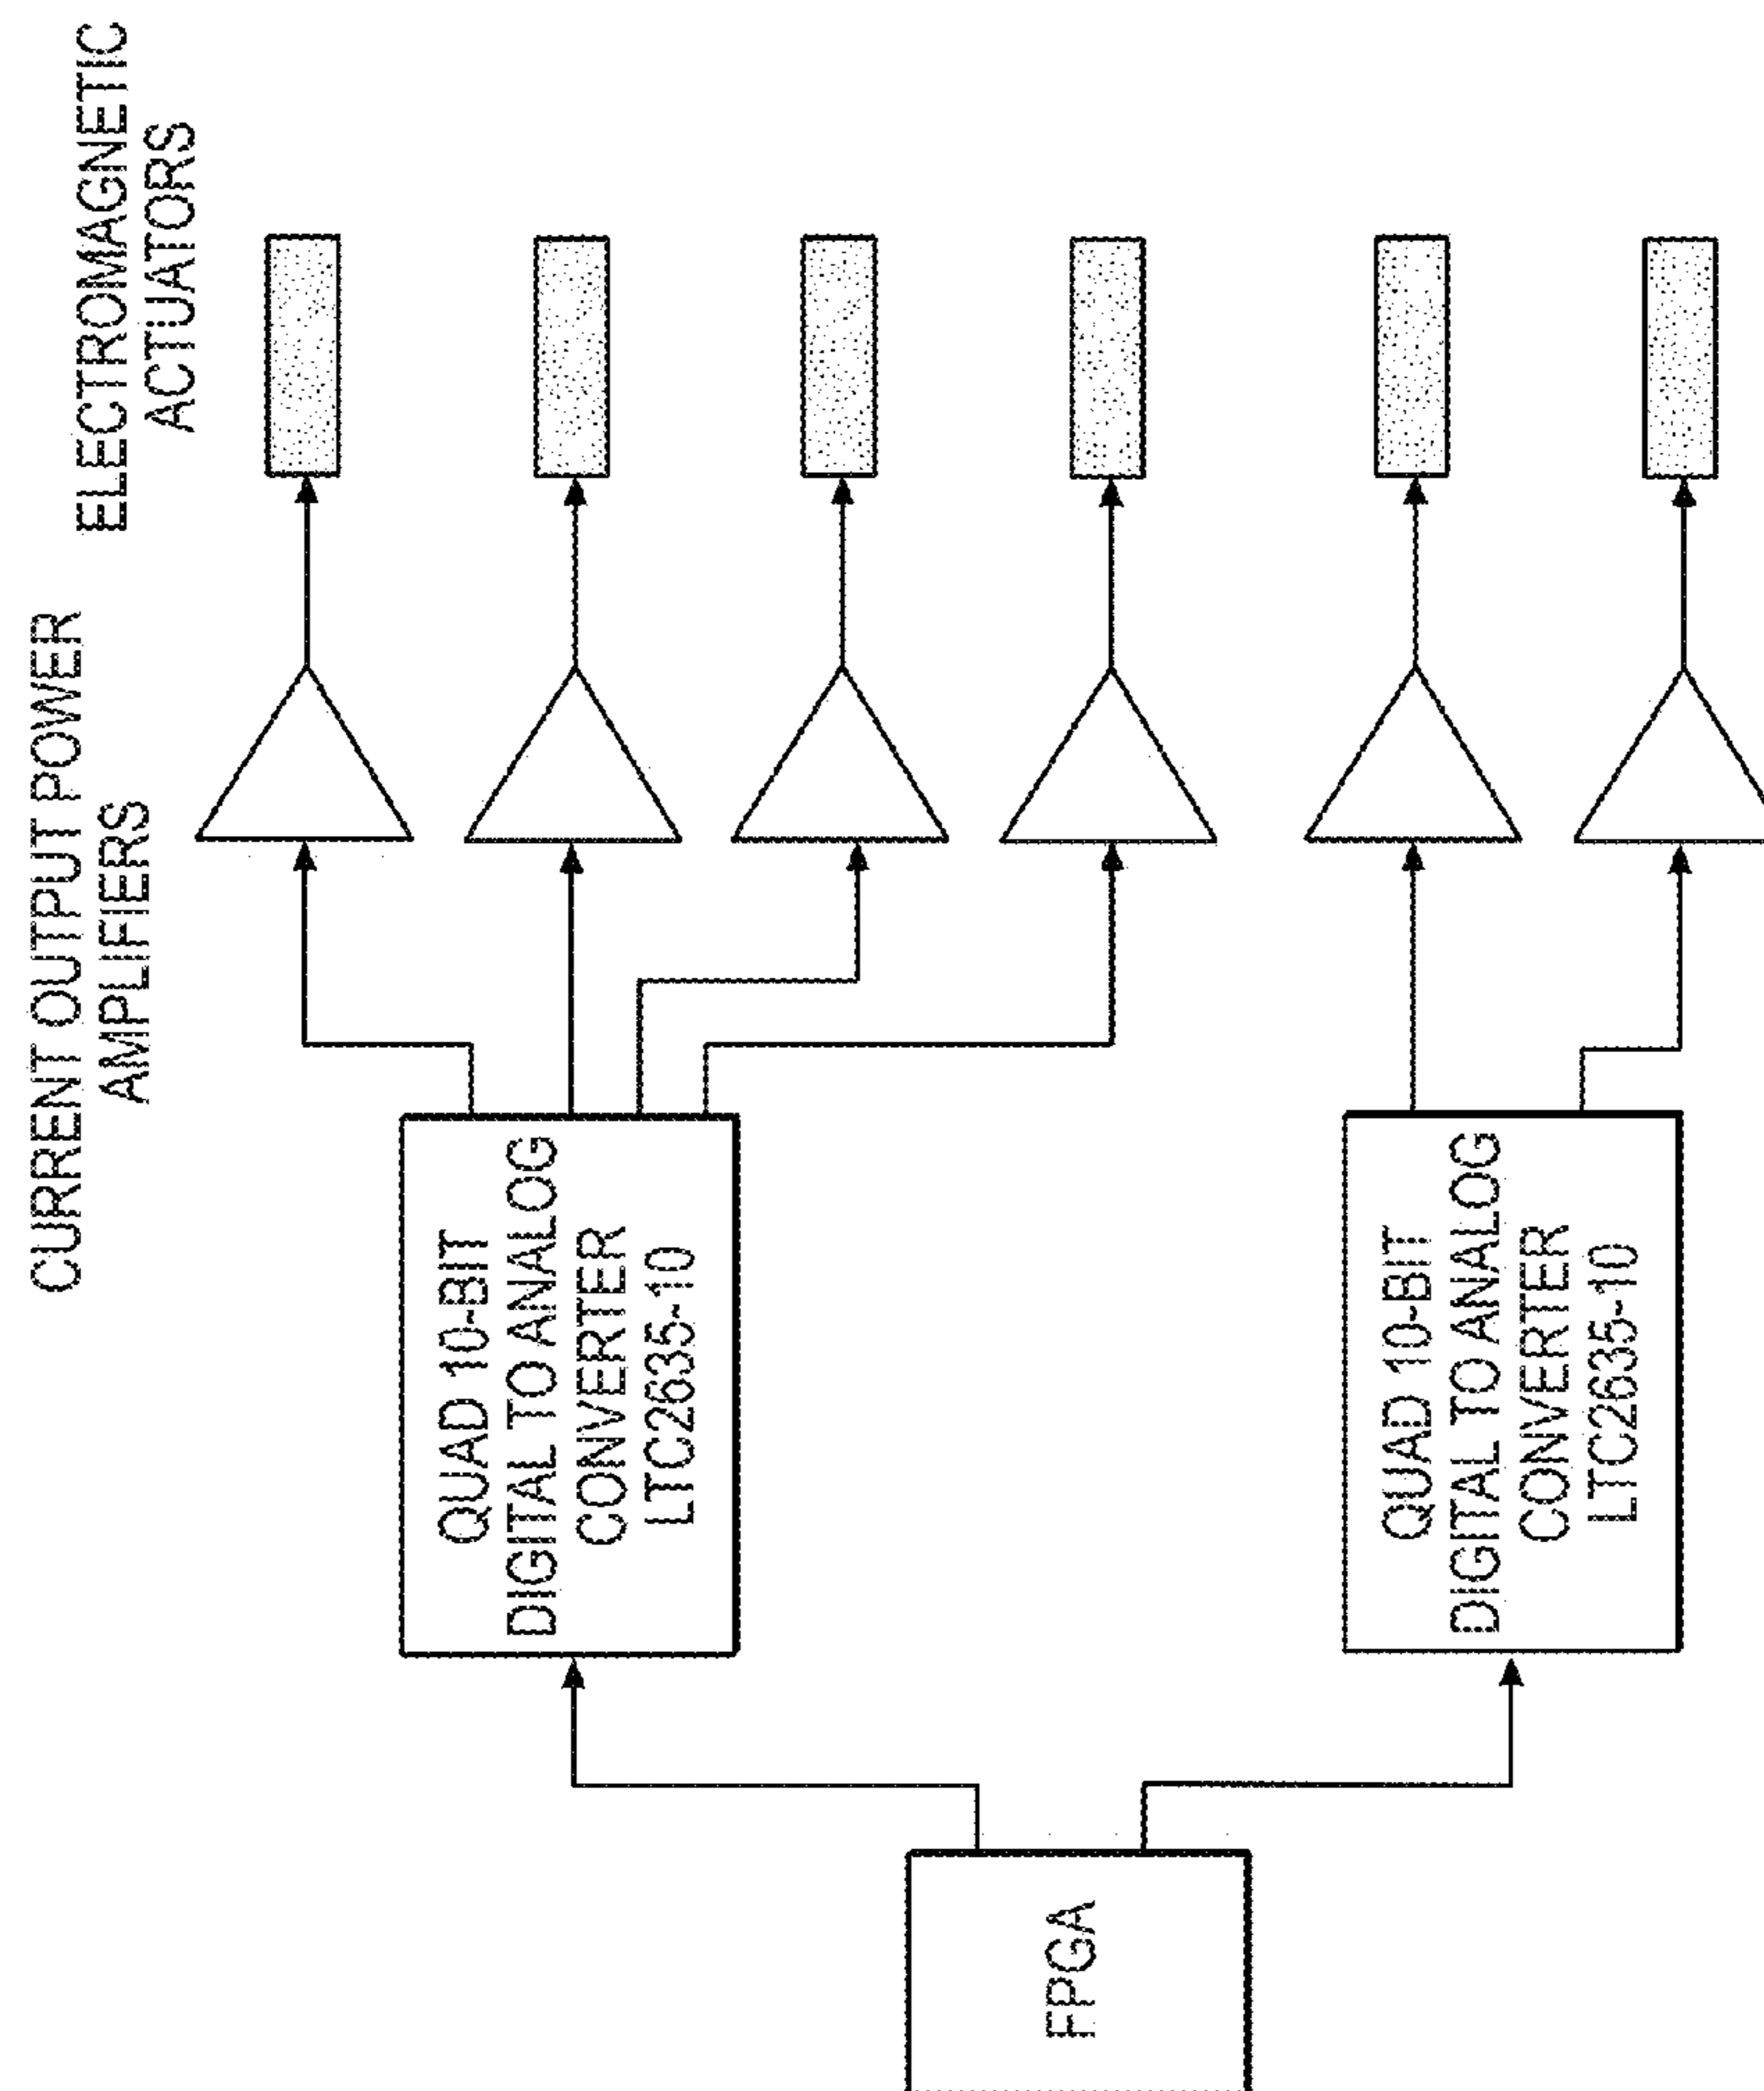 CURRENT OUTPUT POWER
AMPLIFIERS
ELECTROMAGNETIC
ACTUATORS
QUAD 10-BIT
DIGITAL TO ANALOG
CONVERTER
LTC2635-10
QUAD 10-BIT
DIGITAL TO ANALOG
CONVERTER
LTC2635-10
FPGA